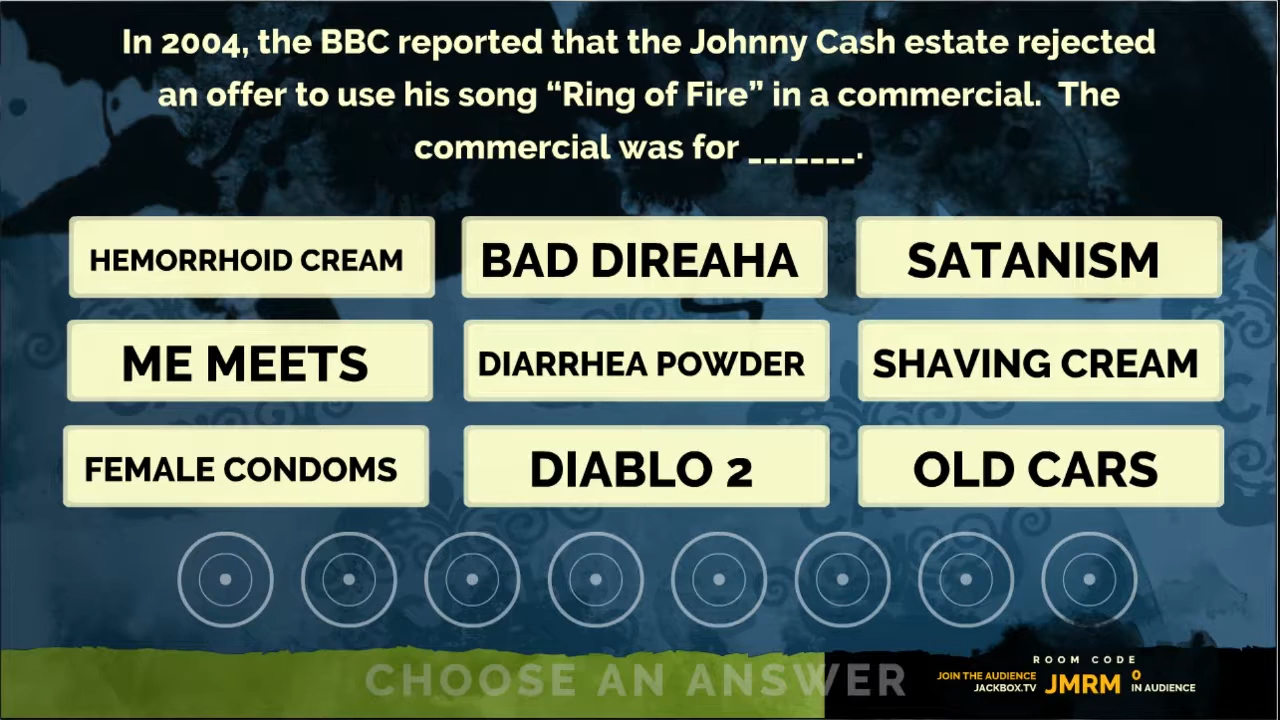 In 2004, the BBC reported that the Johnny Cash estate rejected
an offer to use his song “Ring of Fire” in a commercial. The
commercial was for _______.
HEMORRHOID CREAM
BAD DIREAHA
SATANISM
ME MEETS
DIARRHEA POWDER
SHAVING CREAM
FEMALE CONDOMS
DIABLO 2
OLD CARS
CHOOSE AN ANSWER
ROOM CODE
JOIN THE AUDIENCE
JACKBOX.TV
JMRM
0
IN AUDIENCE